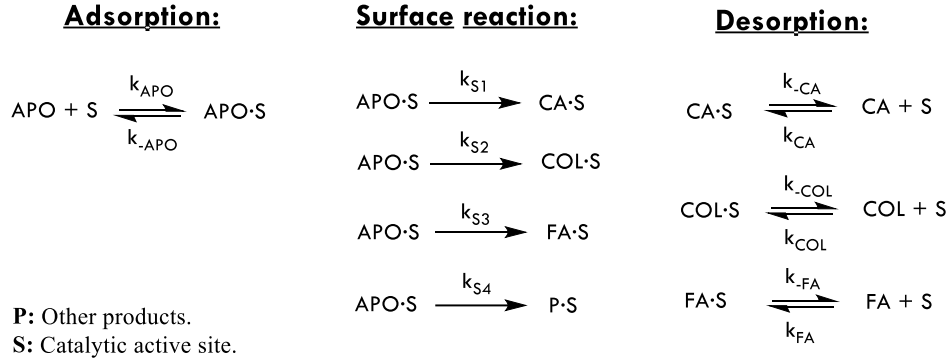 Adsorption:
Surface reaction:
Desorption:
APO + S k_APO k_-APO APO·S
APO·S k_S1 CA·S
APO·S k_S2 COL·S
APO·S k_S3 FA·S
APO·S k_S4 P·S
CA·S k_-CA k_CA CA + S
COL·S k_-COL k_COL COL + S
FA·S k_-FA k_FA FA + S
P: Other products.
S: Catalytic active site.